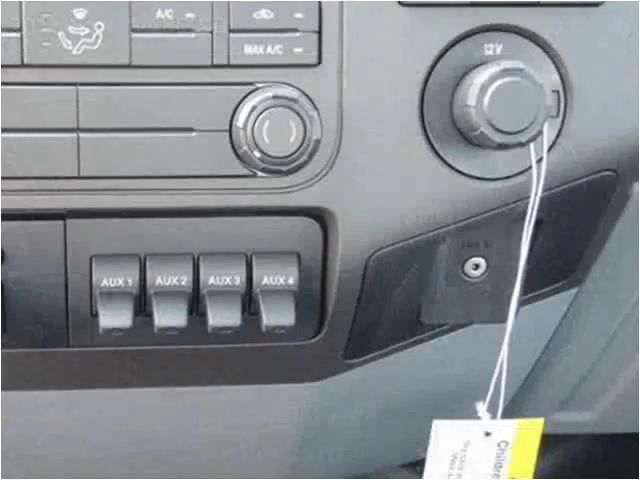 A/C
MAX A/C
12V
AUX 1 AUX 2 AUX 3 AUX 4
Childre